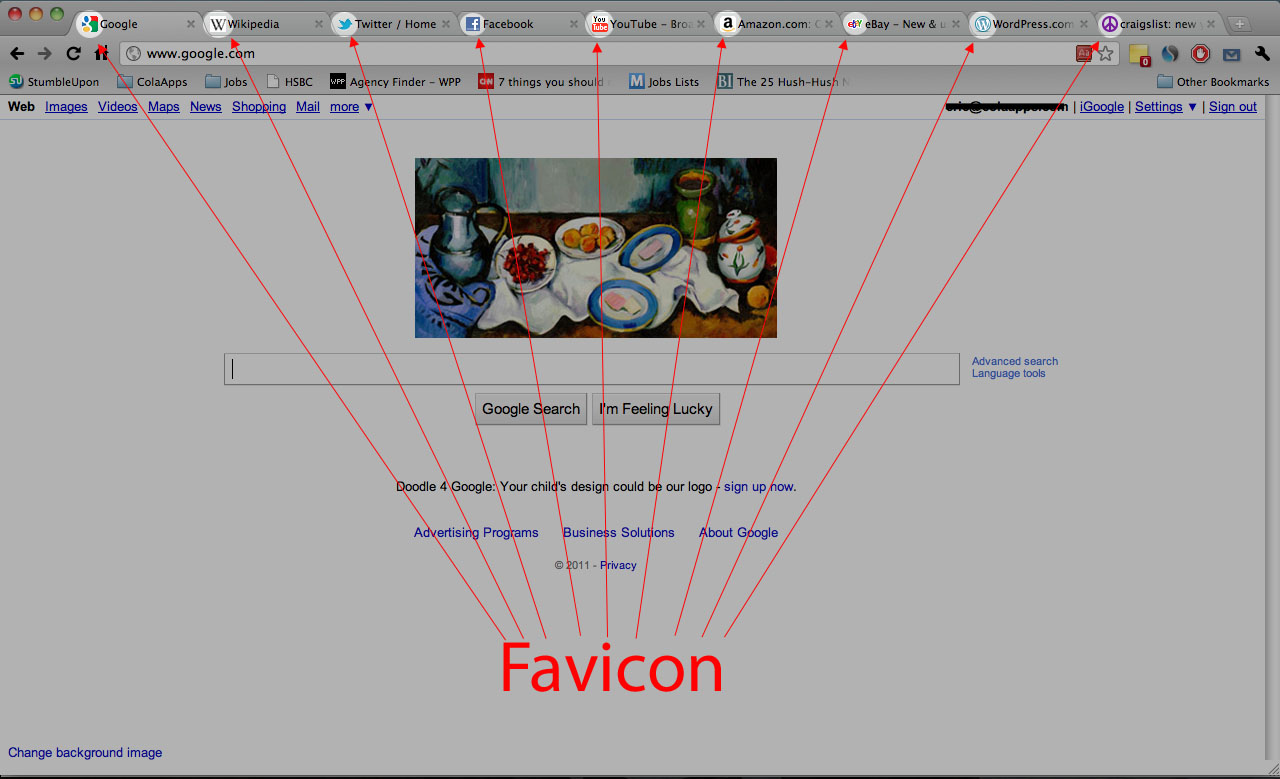 Google Wikipedia Twitter / Home Facebook YouTube - Broa Amazon.com: eBay - New & u WordPress.com craigslist: new
www.google.com
StumbleUpon ColaApps Jobs HSBC WPP Agency Finder - WPP CNN 7 things you should M Jobs Lists BI The 25 Hush-Hush
Web Images Videos Maps News Shopping Mail more ▼ | iGoogle | Settings ▼ | Sign out
Other Bookmarks
Advanced search
Language tools
Google Search I'm Feeling Lucky
Doodle 4 Google: Your child's design could be our logo - sign up now.
Advertising Programs Business Solutions About Google
© 2011 - Privacy
Favicon
Change background image